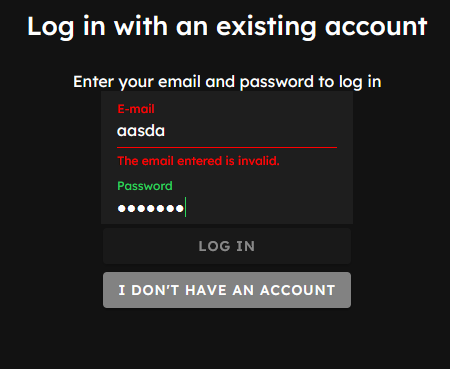 Log in with an existing account
Enter your email and password to log in
E-mail
aasda
The email entered is invalid.
Password
•••••••
LOG IN
I DON'T HAVE AN ACCOUNT